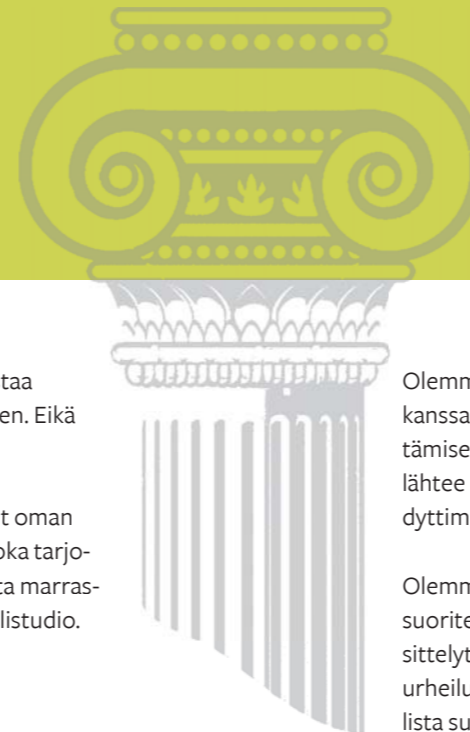 taa
en. Eikä
t oman
oka tarjo-
ta marras-
listudio.
Olemm
kanssa
tämise
lähtee
dyttim
Olemm
suorite
sittelyt
urheilu
lista su